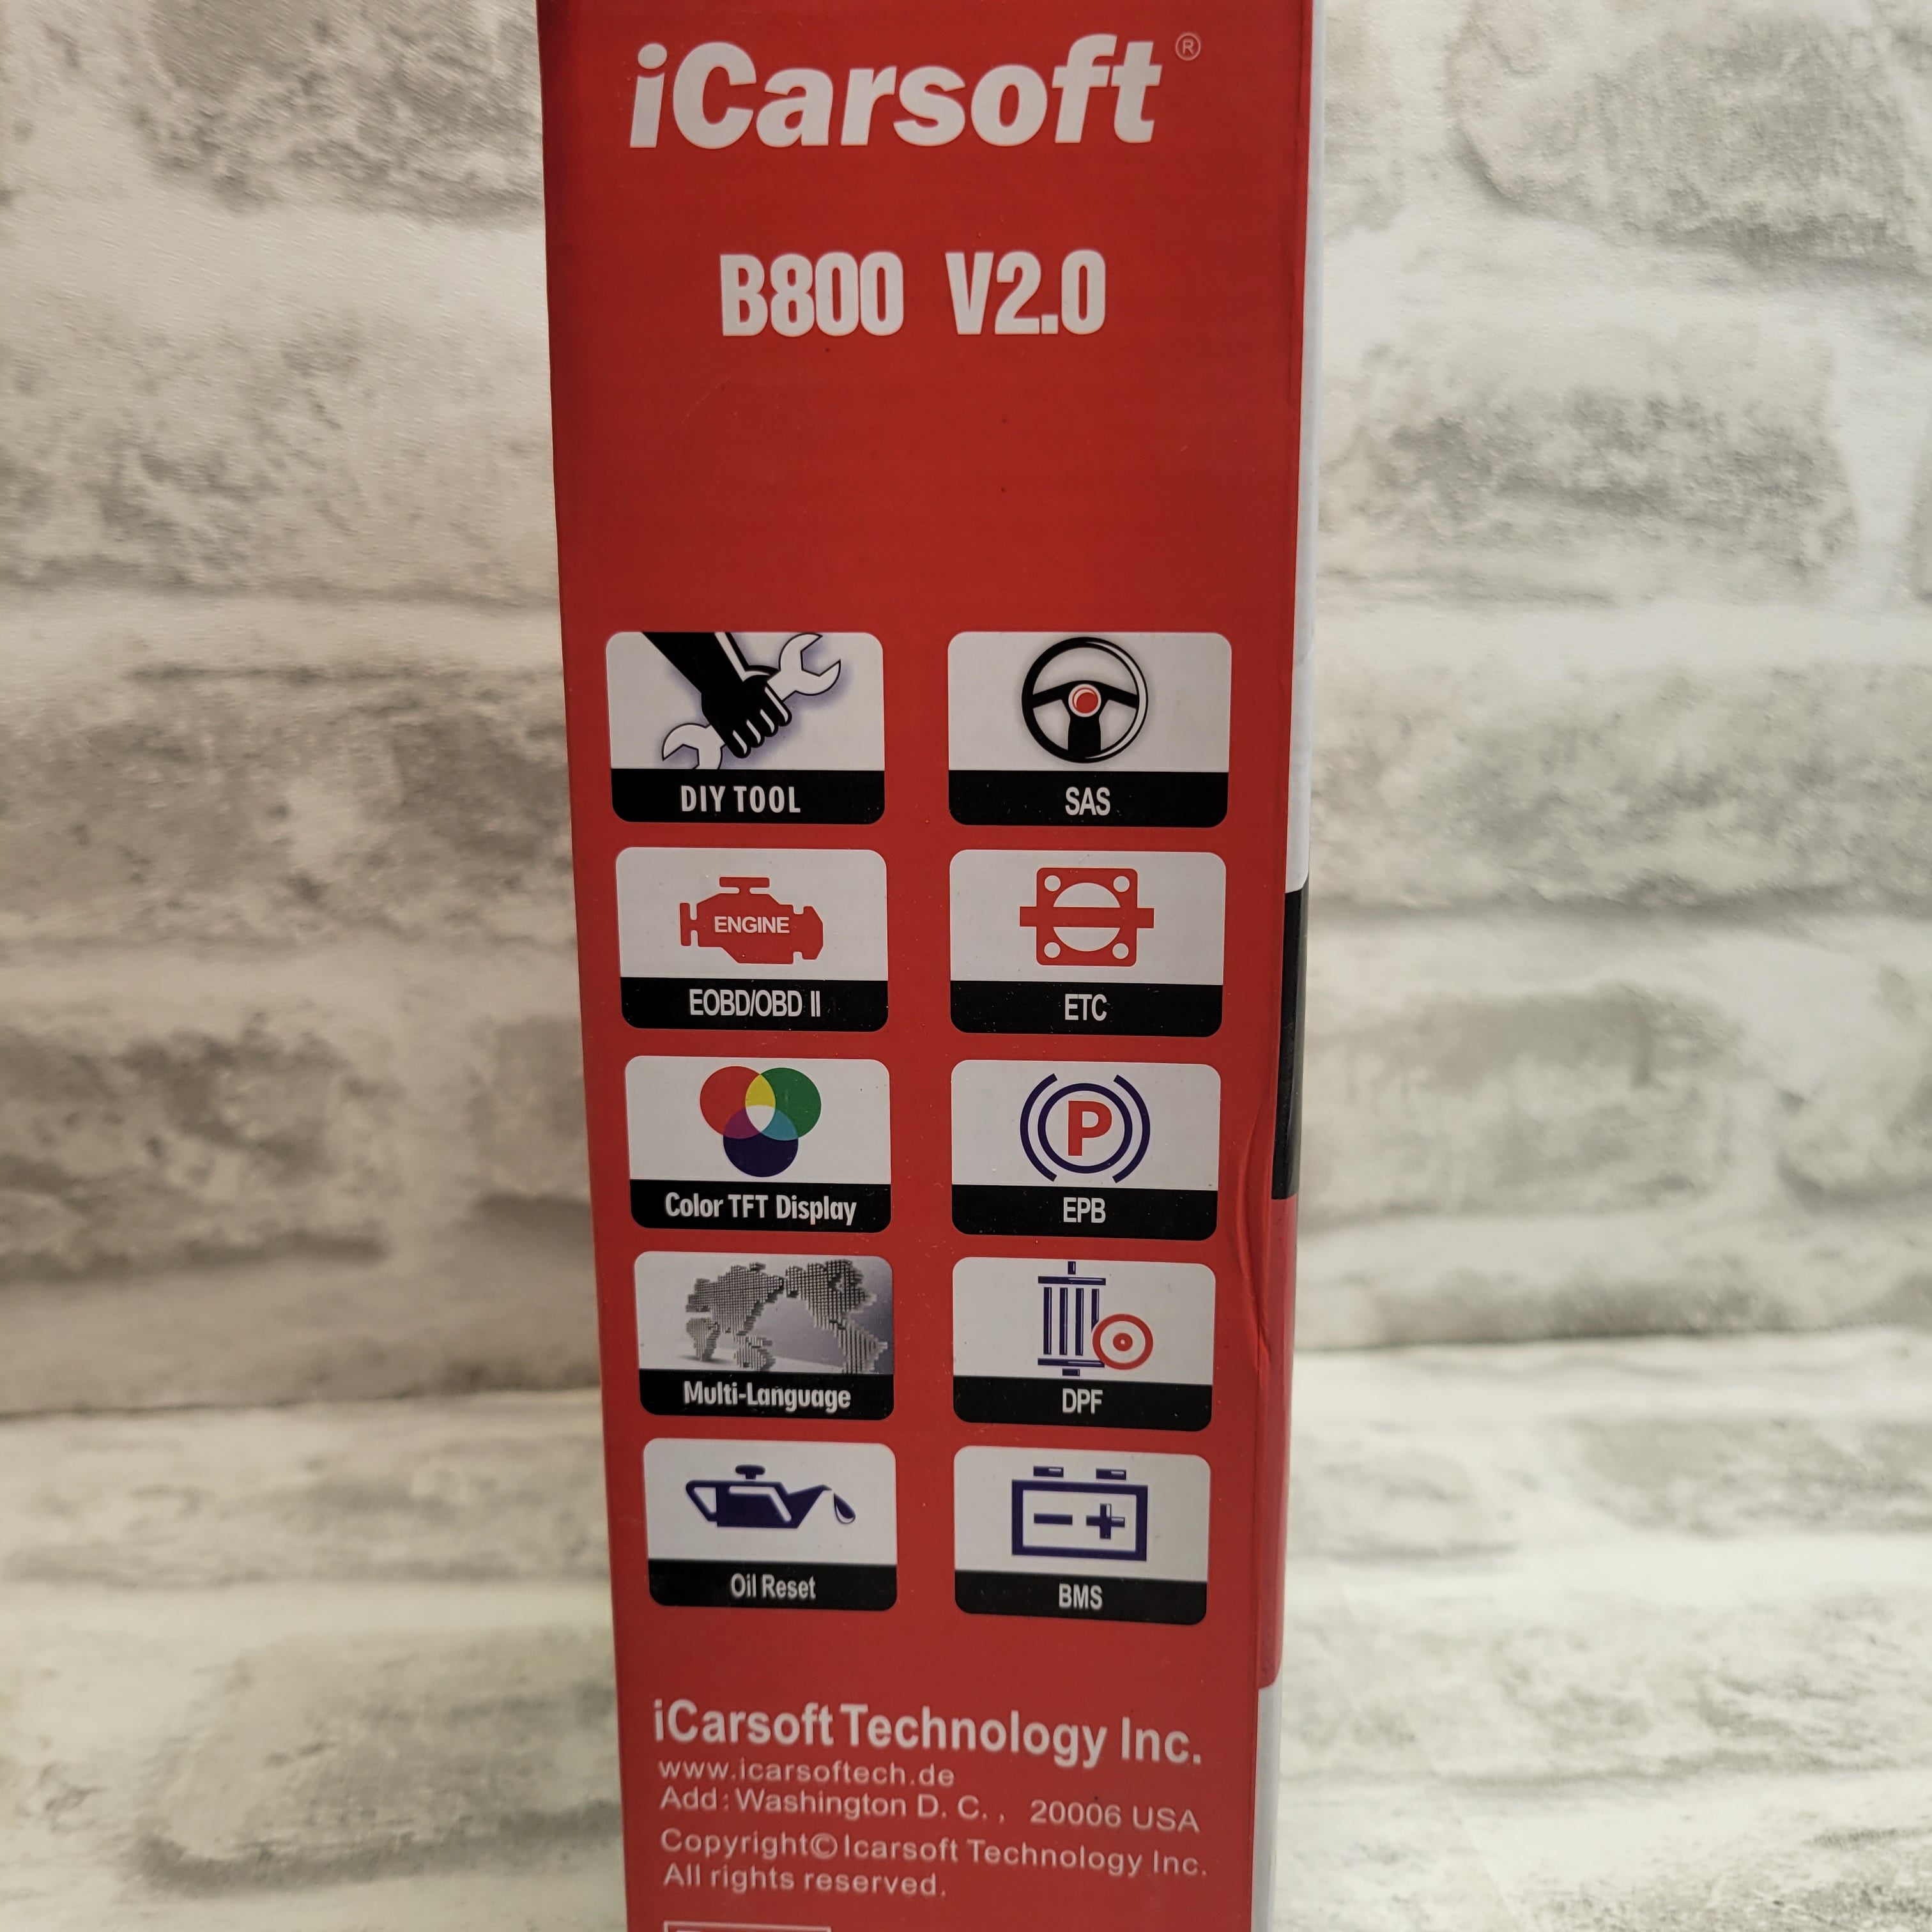 iCarsoft®
B800 V2.0
DIY TOOL
SAS
ENGINE
EOBD/OBD II
ETC
Color TFT Display
P
EPB
Multi-Language
DPF
Oil Reset
BMS
iCarsoft Technology Inc.
www.icarsoftech.de
Add:Washington D. C., 20006 USA
Copyright© Icarsoft Technology Inc.
All rights reserved.